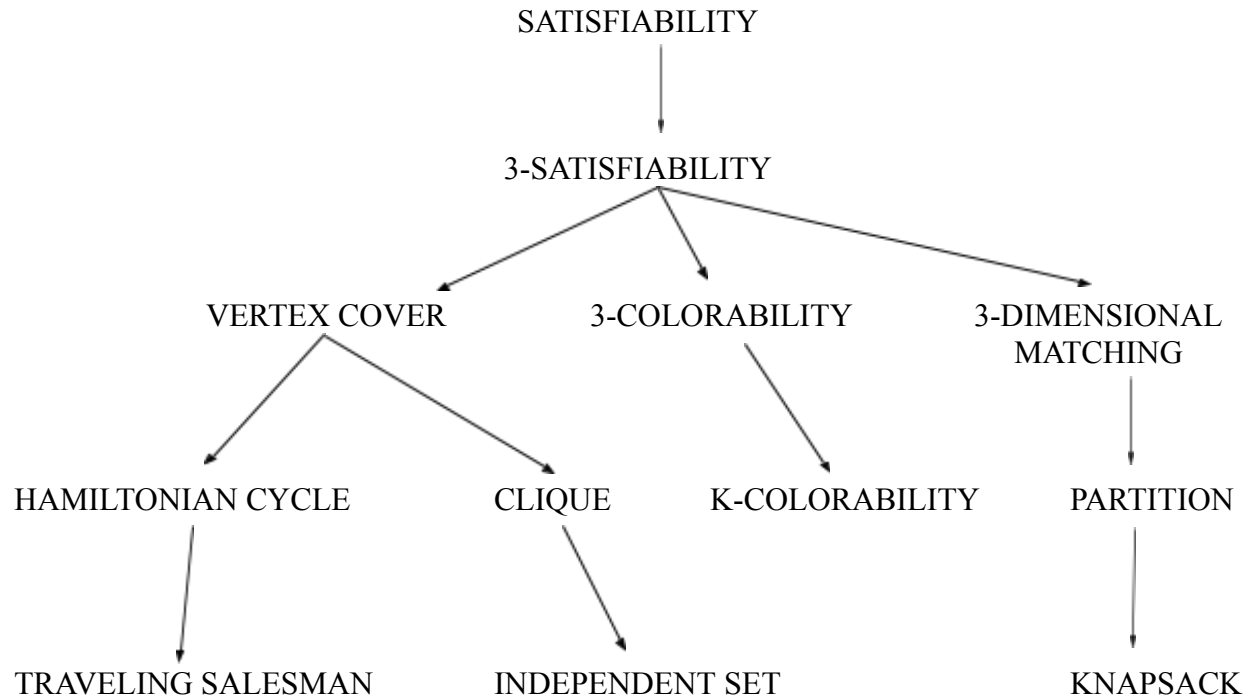 SATISFIABILITY
3-SATISFIABILITY
VERTEX COVER
3-COLORABILITY
3-DIMENSIONAL
MATCHING
HAMILTONIAN CYCLE
CLIQUE
K-COLORABILITY
PARTITION
TRAVELING SALESMAN
INDEPENDENT SET
KNAPSACK